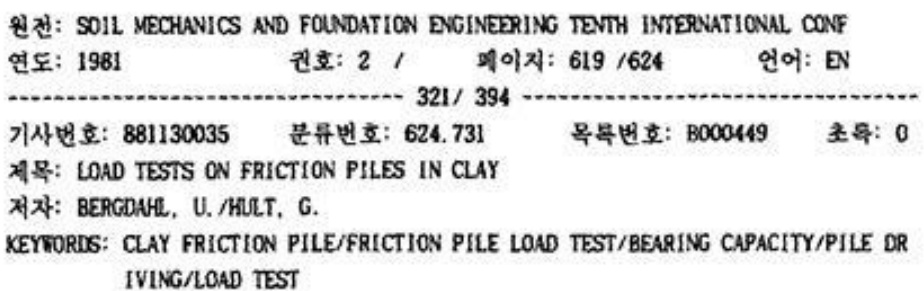 원전: SOIL MECHANICS AND FOUNDATION ENGINEERING TENTH INTERNATIONAL CONF
연도: 1981 권호: 2 / 페이지: 619 /624 언어: EN
---------------------------------- 321/ 394 ----------------------------------
기사번호: 881130035 분류번호: 624.731 목록번호: B000449 초록: 0
제목: LOAD TESTS ON FRICTION PILES IN CLAY
저자: BERGDAHL, U./HULT, G.
KEYWORDS: CLAY FRICTION PILE/FRICTION PILE LOAD TEST/BEARING CAPACITY/PILE DR
IVING/LOAD TEST